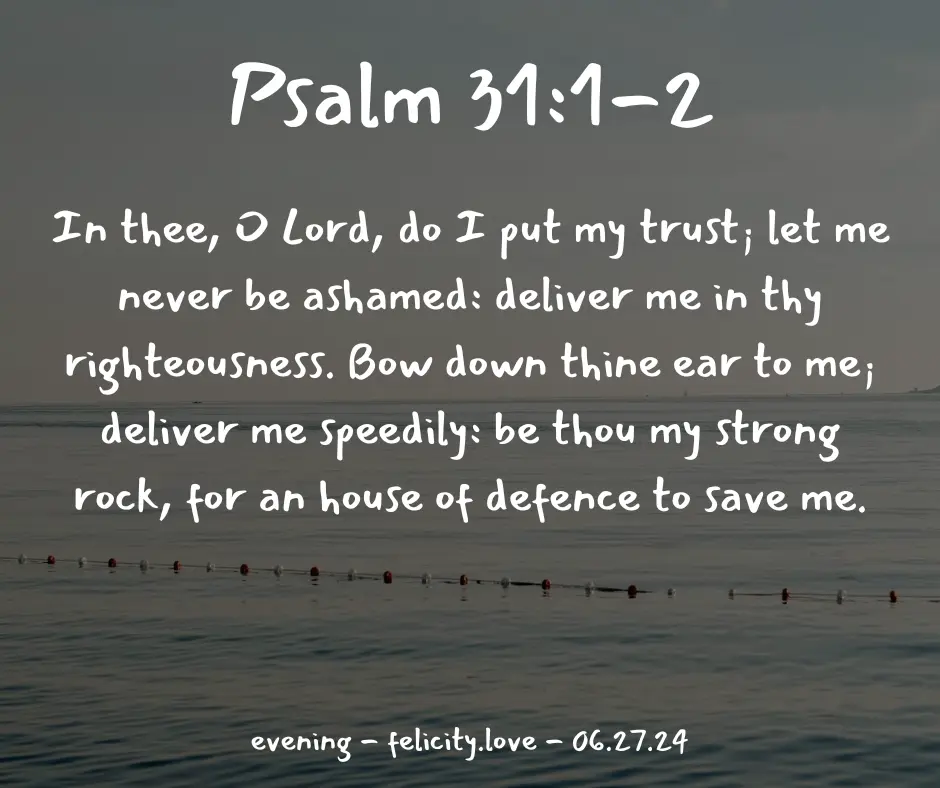 Psalm 31:1-2
In thee, O Lord, do I put my trust; let me
never be ashamed: deliver me in thy
righteousness. Bow down thine ear to me;
deliver me speedily: be thou my strong
rock, for an house of defence to save me.
evening - felicity.love - 06.27.24